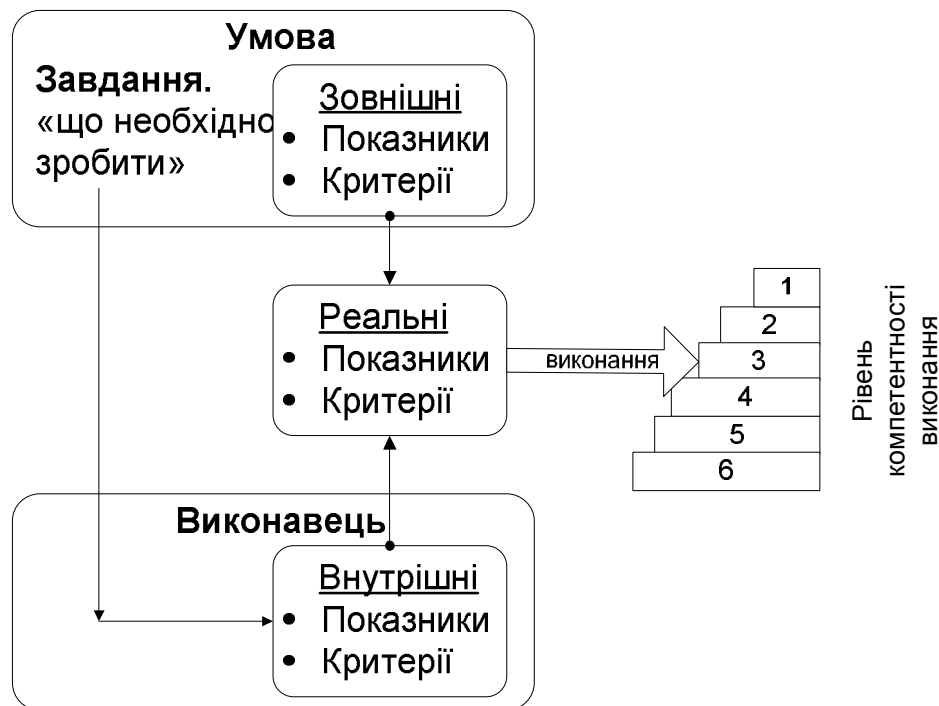 Умова
Завдання.
«що необхідно
зробити»
Зовнішні
• Показники
• Критерії
Реальні
• Показники
• Критерії
виконання
1
2
3
4
5
6
Рівень
компетентності
виконання
Виконавець
Внутрішні
• Показники
• Критерії